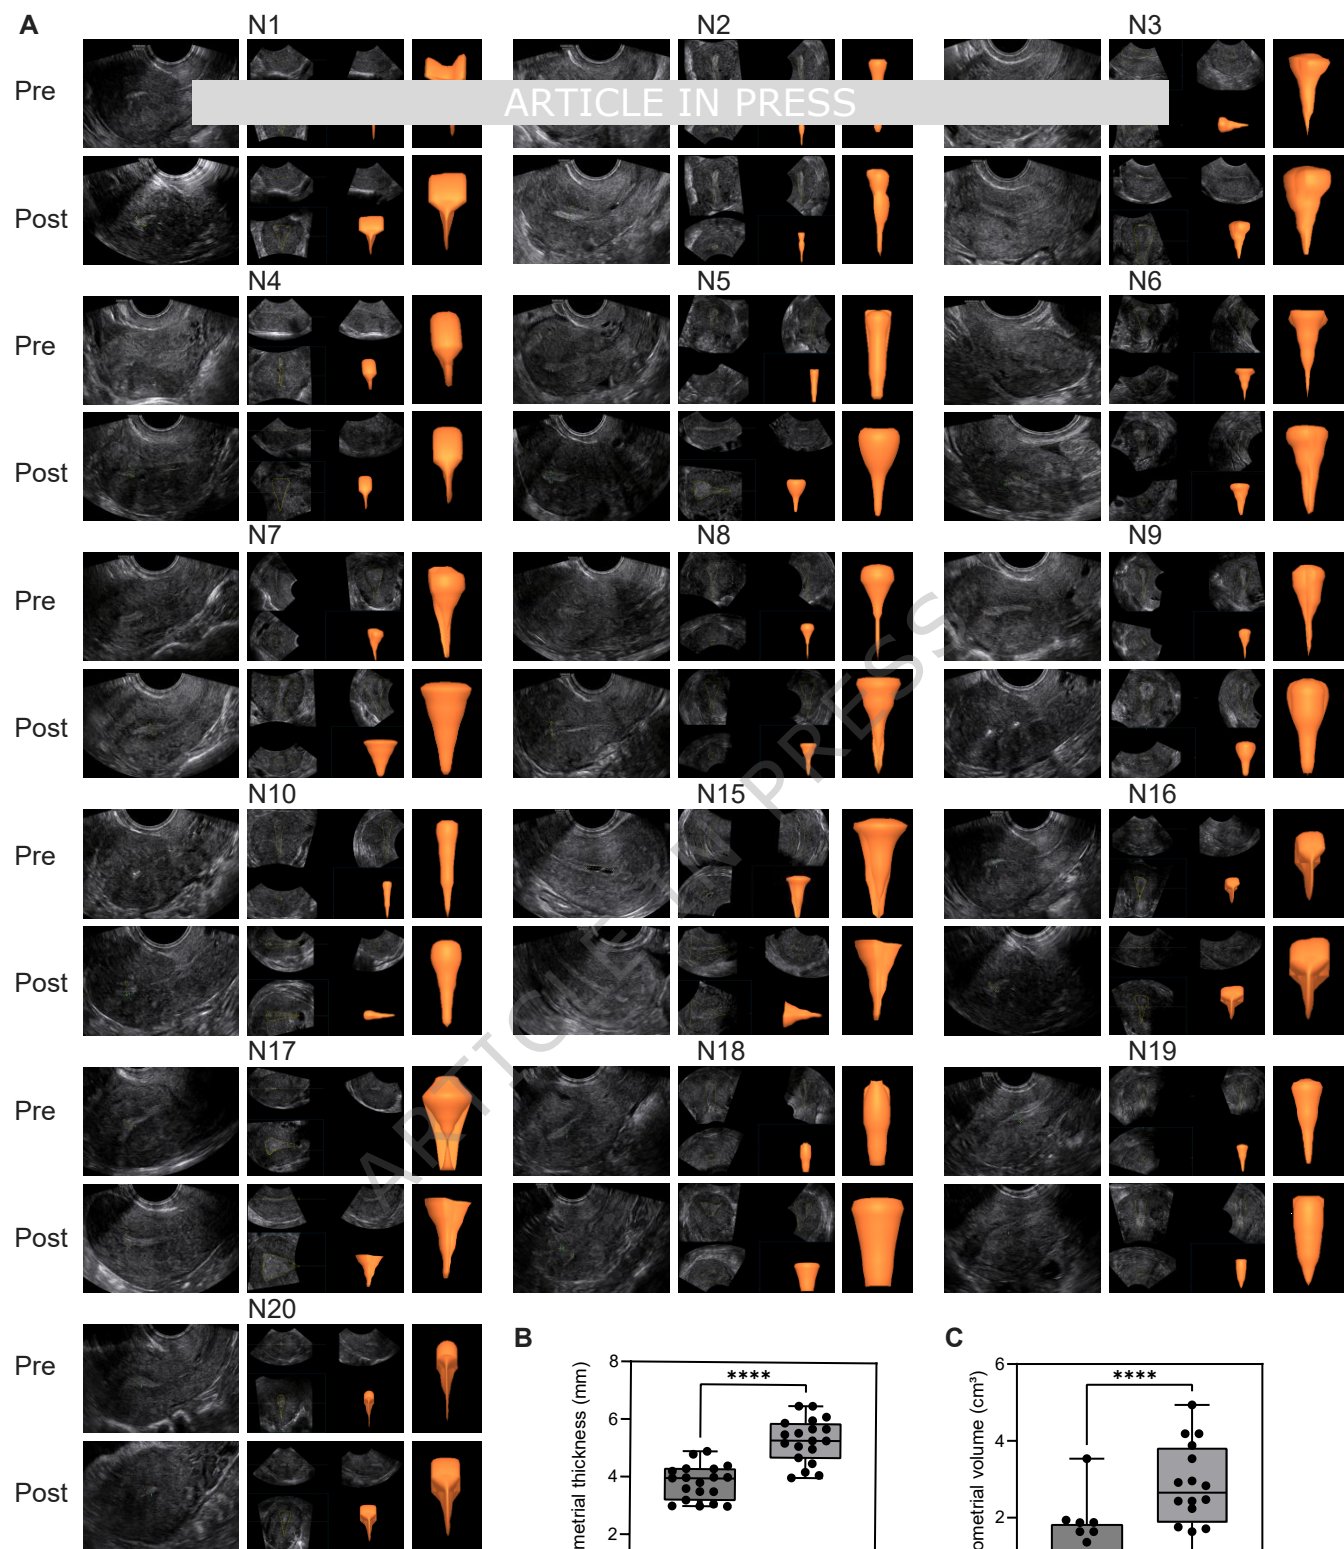 A
N1
N2
N3
Pre
ARTICLE IN PRESS
Post
N4
N5
N6
Pre
Post
N7
N8
N9
Pre
Post
N10
N15
N16
Pre
Post
N17
N18
N19
Pre
Post
N20
Pre
Post
ARTICLE IN PRESS
B
metrial thickness (mm)
8
6
4
2
****
C
ometrial volume (cm³)
6
4
2
****